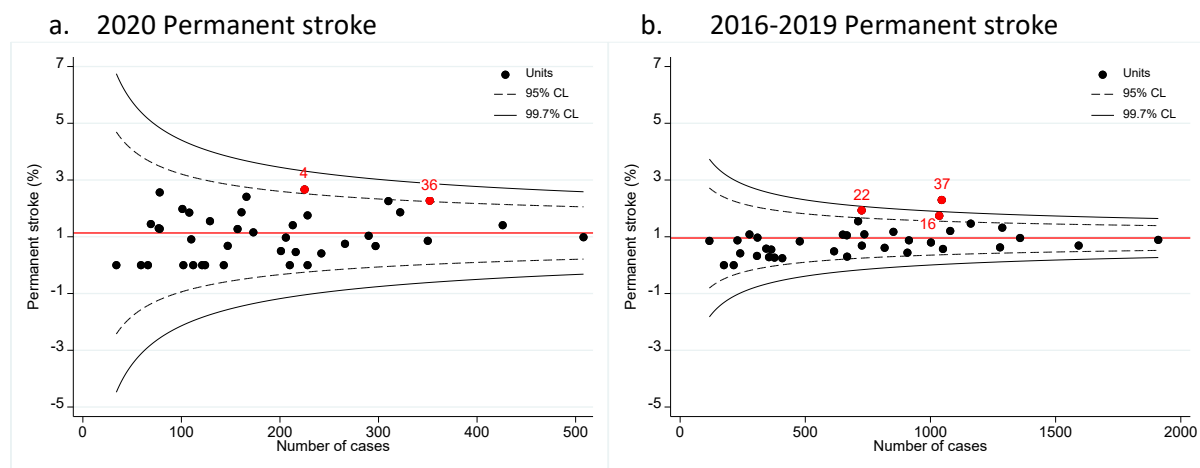 a. 2020 Permanent stroke
7
5
3
1
-1
-3
-5
Permanent stroke (%)
Units
95% CL
99.7% CL
4
36
0
100
200
300
400
500
Number of cases
b. 2016-2019 Permanent stroke
7
5
3
1
-1
-3
-5
Permanent stroke (%)
Units
95% CL
99.7% CL
37
22
16
0
500
1000
1500
2000
Number of cases